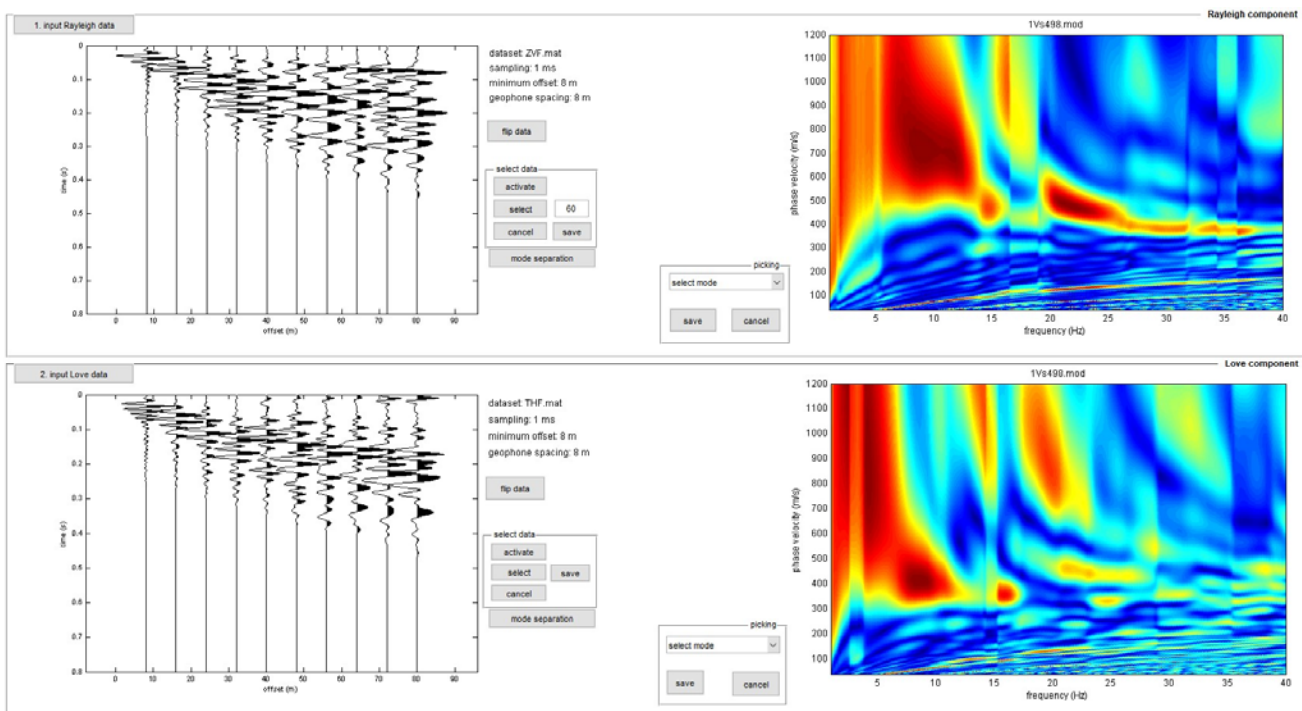 Rayleigh component
1. input Rayleigh data
0
0.1
0.2
0.3
0.4
0.5
0.6
0.7
0.8
time (s)
0 10 20 30 40 50 60 70 80 90
offset (m)
dataset: ZVF.mat
sampling: 1 ms
minimum offset: 8 m
geophone spacing: 8 m
flip data
select data
activate
select 60
cancel save
mode separation
picking
select mode
save cancel
1Vs498.mod
1200
1100
1000
900
800
700
600
500
400
300
200
100
phase velocity (m/s)
5 10 15 20 25 30 35 40
frequency (Hz)
Love component
2. input Love data
0
0.1
0.2
0.3
0.4
0.5
0.6
0.7
0.8
time (s)
0 10 20 30 40 50 60 70 80 90
offset (m)
dataset: THF.mat
sampling: 1 ms
minimum offset: 8 m
geophone spacing: 8 m
flip data
select data
activate
select save
cancel
mode separation
picking
select mode
save cancel
1Vs498.mod
1200
1100
1000
900
800
700
600
500
400
300
200
100
phase velocity (m/s)
5 10 15 20 25 30 35 40
frequency (Hz)